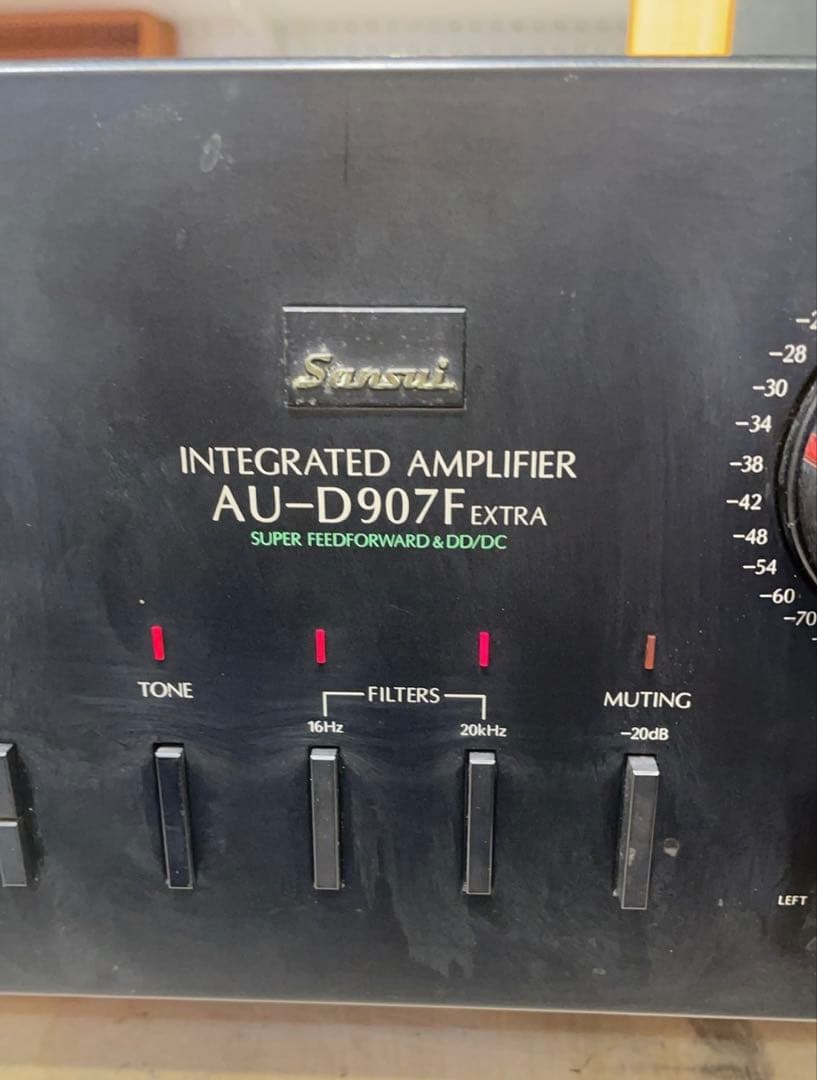 Sansui
INTEGRATED AMPLIFIER
AU-D907F EXTRA
SUPER FEEDFORWARD & DD/DC
-28
-30
-34
-38
-42
-48
-54
-60
-70
TONE
FILTERS
MUTING
16Hz
20kHz
-20dB
LEFT